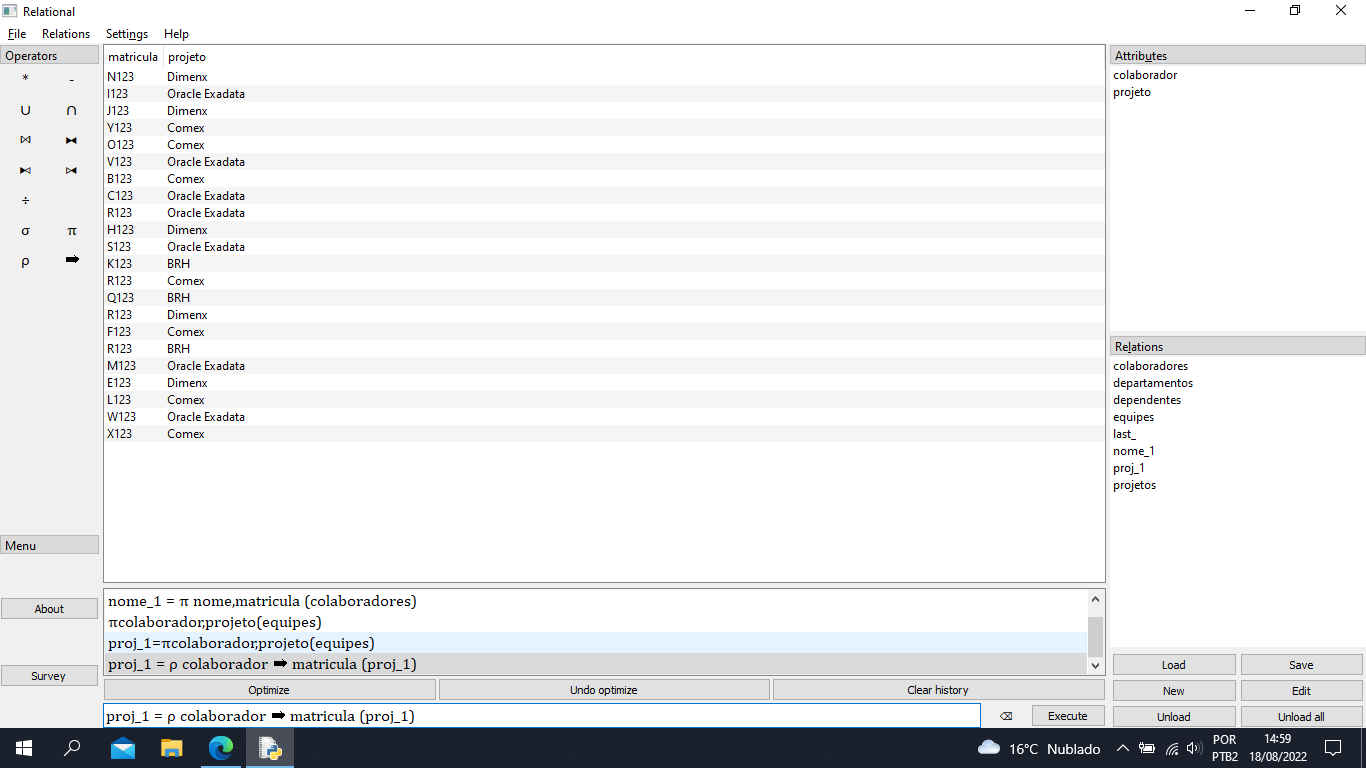 Relational
File Relations Settings Help
Operators
* -
∪ ∩
⋈ ⧓
⧑ ⧒
÷
σ π
ρ ➡
Menu
About
Survey
matricula projeto
N123 Dimenx
I123 Oracle Exadata
J123 Dimenx
Y123 Comex
O123 Comex
V123 Oracle Exadata
B123 Comex
C123 Oracle Exadata
R123 Oracle Exadata
H123 Dimenx
S123 Oracle Exadata
K123 BRH
R123 Comex
Q123 BRH
R123 Dimenx
F123 Comex
R123 BRH
M123 Oracle Exadata
E123 Dimenx
L123 Comex
W123 Oracle Exadata
X123 Comex
nome_1 = π nome,matricula (colaboradores)
πcolaborador,projeto(equipes)
proj_1=πcolaborador,projeto(equipes)
proj_1 = ρ colaborador ➡ matricula (proj_1)
Optimize Undo optimize Clear history
proj_1 = ρ colaborador ➡ matricula (proj_1)
Execute
Attributes
colaborador
projeto
Relations
colaboradores
departamentos
dependentes
equipes
last_
nome_1
proj_1
projetos
Load Save
New Edit
Unload Unload all
16°C Nublado
POR
PTB2
14:59
18/08/2022